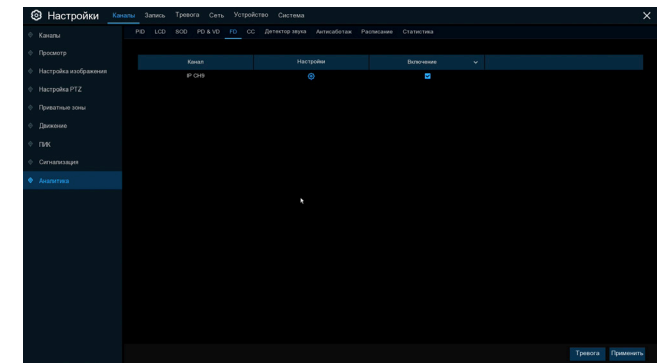 Настройки Каналы Запись Тревога Сеть Устройство Система
Каналы
PID LCD SOD PD & VD FD CC Детектор звука Антисаботаж Расписание Статистика
Просмотр
Канал Настройки Включение
Настройка изображения
IP CH9
Настройка PTZ
Приватные зоны
Движение
ПИК
Сигнализация
Аналитика
Тревога Применить